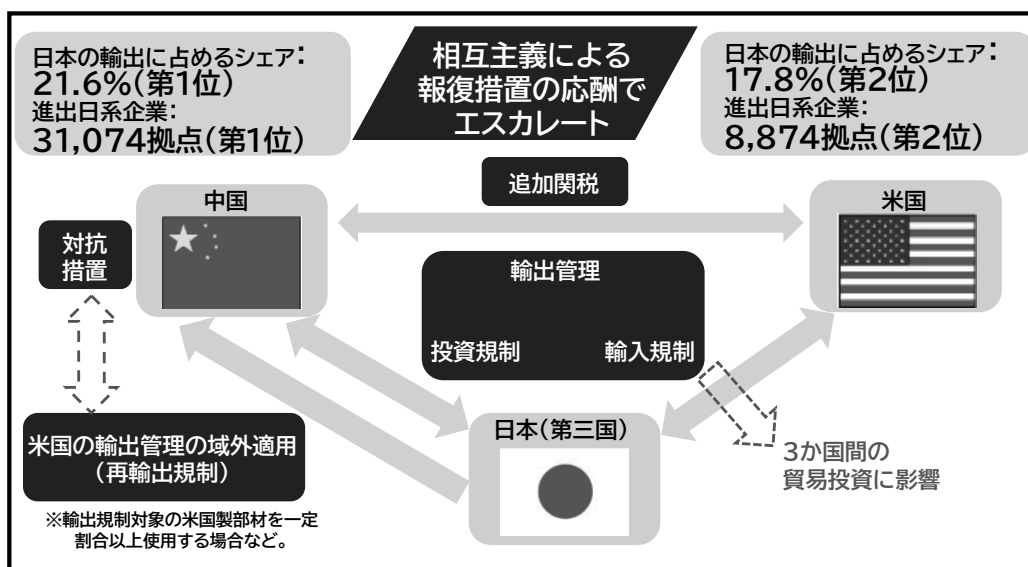 日本の輸出に占めるシェア:
21.6%(第1位)
進出日系企業:
31,074拠点(第1位)
相互主義による
報復措置の応酬で
エスカレート
日本の輸出に占めるシェア:
17.8%(第2位)
進出日系企業:
8,874拠点(第2位)
追加関税
中国
米国
対抗
措置
輸出管理
投資規制
輸入規制
米国の輸出管理の域外適用
(再輸出規制)
※輸出規制対象の米国製部材を一定
割合以上使用する場合など。
日本(第三国)
3か国間の
貿易投資に影響